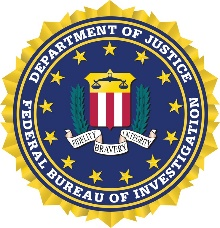 DEPARTMENT OF JUSTICE
FIDELITY BRAVERY INTEGRITY
FEDERAL BUREAU OF INVESTIGATION